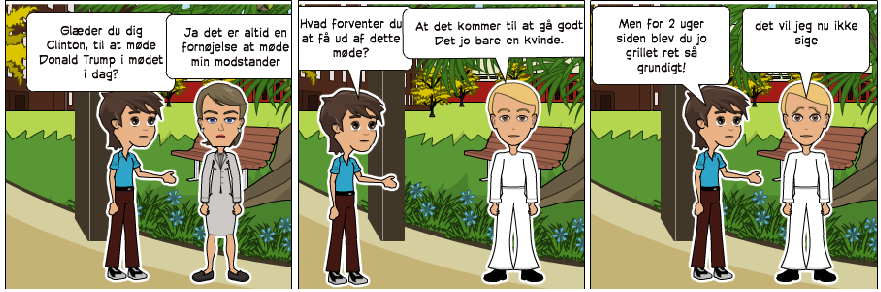 Glæder du dig
Clinton, til at møde
Donald Trump i mødet
i dag?
Ja det er altid en
fornøjelse at møde
min modstander
Hvad forventer du
at få ud af dette
møde?
At det kommer til at gå godt
Det jo bare en kvinde.
Men for 2 uger
siden blev du jo
grillet ret så
grundigt!
det vil jeg nu ikke
sige